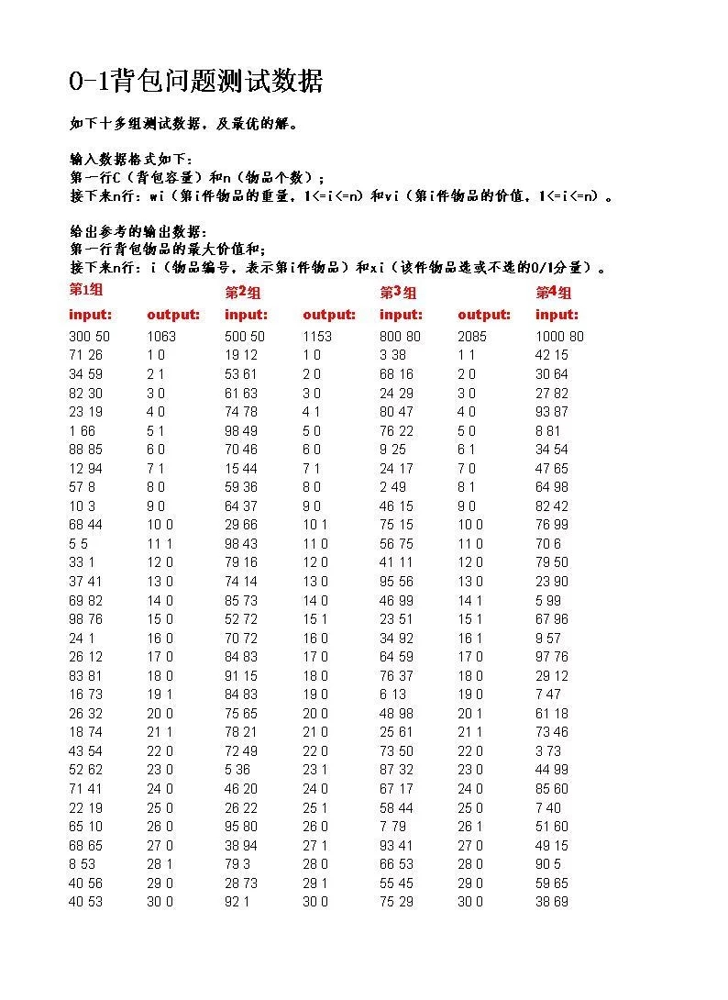 0-1背包问题测试数据
如下十多组测试数据，及最优的解。
输入数据格式如下：
第一行C（背包容量）和n（物品个数）；
接下来n行：wi（第i件物品的重量，1<=i<=n）和vi（第i件物品的价值，1<=i<=n）。
给出参考的输出数据：
第一行背包物品的最大价值和；
接下来n行：i（物品编号，表示第i件物品）和xi（该件物品选或不选的0/1分量）。
第1组 第2组 第3组 第4组
input: output: input: output: input: output: input:
300 50 1063 500 50 1153 800 80 2085 1000 80
71 26 1 0 19 12 1 0 3 38 1 1 42 15
34 59 2 1 53 61 2 0 68 16 2 0 30 64
82 30 3 0 61 63 3 0 24 29 3 0 27 82
23 19 4 0 74 78 4 1 80 47 4 0 93 87
1 66 5 1 98 49 5 0 76 22 5 0 8 81
88 85 6 0 70 46 6 0 9 25 6 1 34 54
12 94 7 1 15 44 7 1 24 17 7 0 47 65
57 8 8 0 59 36 8 0 2 49 8 1 64 98
10 3 9 0 64 37 9 0 46 15 9 0 82 42
68 44 10 0 29 66 10 1 75 15 10 0 76 99
5 5 11 1 98 43 11 0 56 75 11 0 70 6
33 1 12 0 79 16 12 0 41 11 12 0 79 50
37 41 13 0 74 14 13 0 95 56 13 0 23 90
69 82 14 0 85 73 14 0 46 99 14 1 5 99
98 76 15 0 52 72 15 1 23 51 15 1 67 96
24 1 16 0 70 72 16 0 34 92 16 1 9 57
26 12 17 0 84 83 17 0 64 59 17 0 97 76
83 81 18 0 91 15 18 0 76 37 18 0 29 12
16 73 19 1 84 83 19 0 6 13 19 0 7 47
26 32 20 0 75 65 20 0 48 98 20 1 61 18
18 74 21 1 78 21 21 0 25 61 21 1 73 46
43 54 22 0 72 49 22 0 73 50 22 0 3 73
52 62 23 0 5 36 23 1 87 32 23 0 44 99
71 41 24 0 46 20 24 0 67 17 24 0 85 60
22 19 25 0 26 22 25 1 58 44 25 0 7 40
65 10 26 0 95 80 26 0 7 79 26 1 51 60
68 65 27 0 38 94 27 1 93 41 27 0 49 15
8 53 28 1 79 3 28 0 66 53 28 0 90 5
40 56 29 0 28 73 29 1 55 45 29 0 59 65
40 53 30 0 92 1 30 0 75 29 30 0 38 69